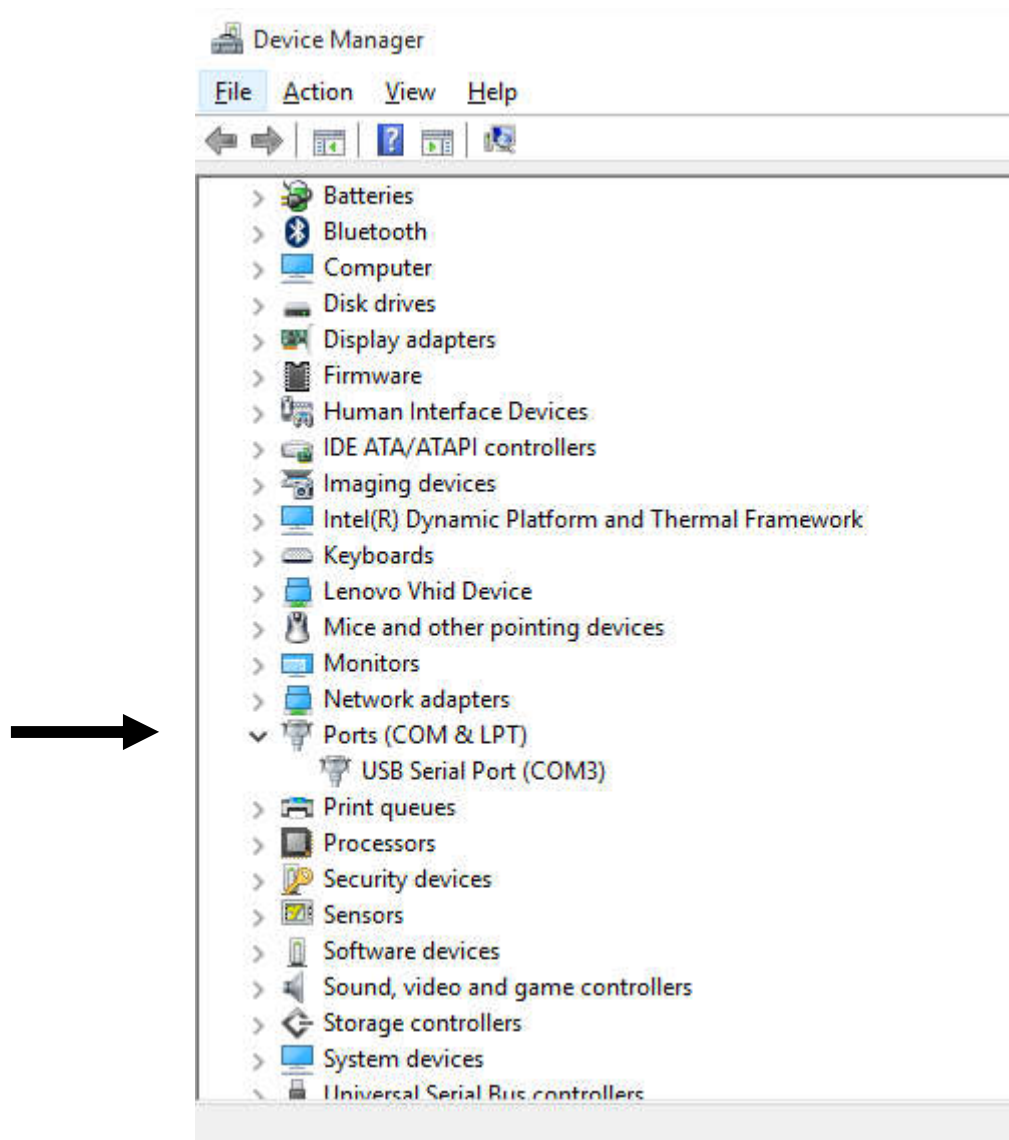 Device Manager
File Action View Help
Batteries
Bluetooth
Computer
Disk drives
Display adapters
Firmware
Human Interface Devices
IDE ATA/ATAPI controllers
Imaging devices
Intel(R) Dynamic Platform and Thermal Framework
Keyboards
Lenovo Vhid Device
Mice and other pointing devices
Monitors
Network adapters
Ports (COM & LPT)
USB Serial Port (COM3)
Print queues
Processors
Security devices
Sensors
Software devices
Sound, video and game controllers
Storage controllers
System devices
Universal Serial Bus controllers